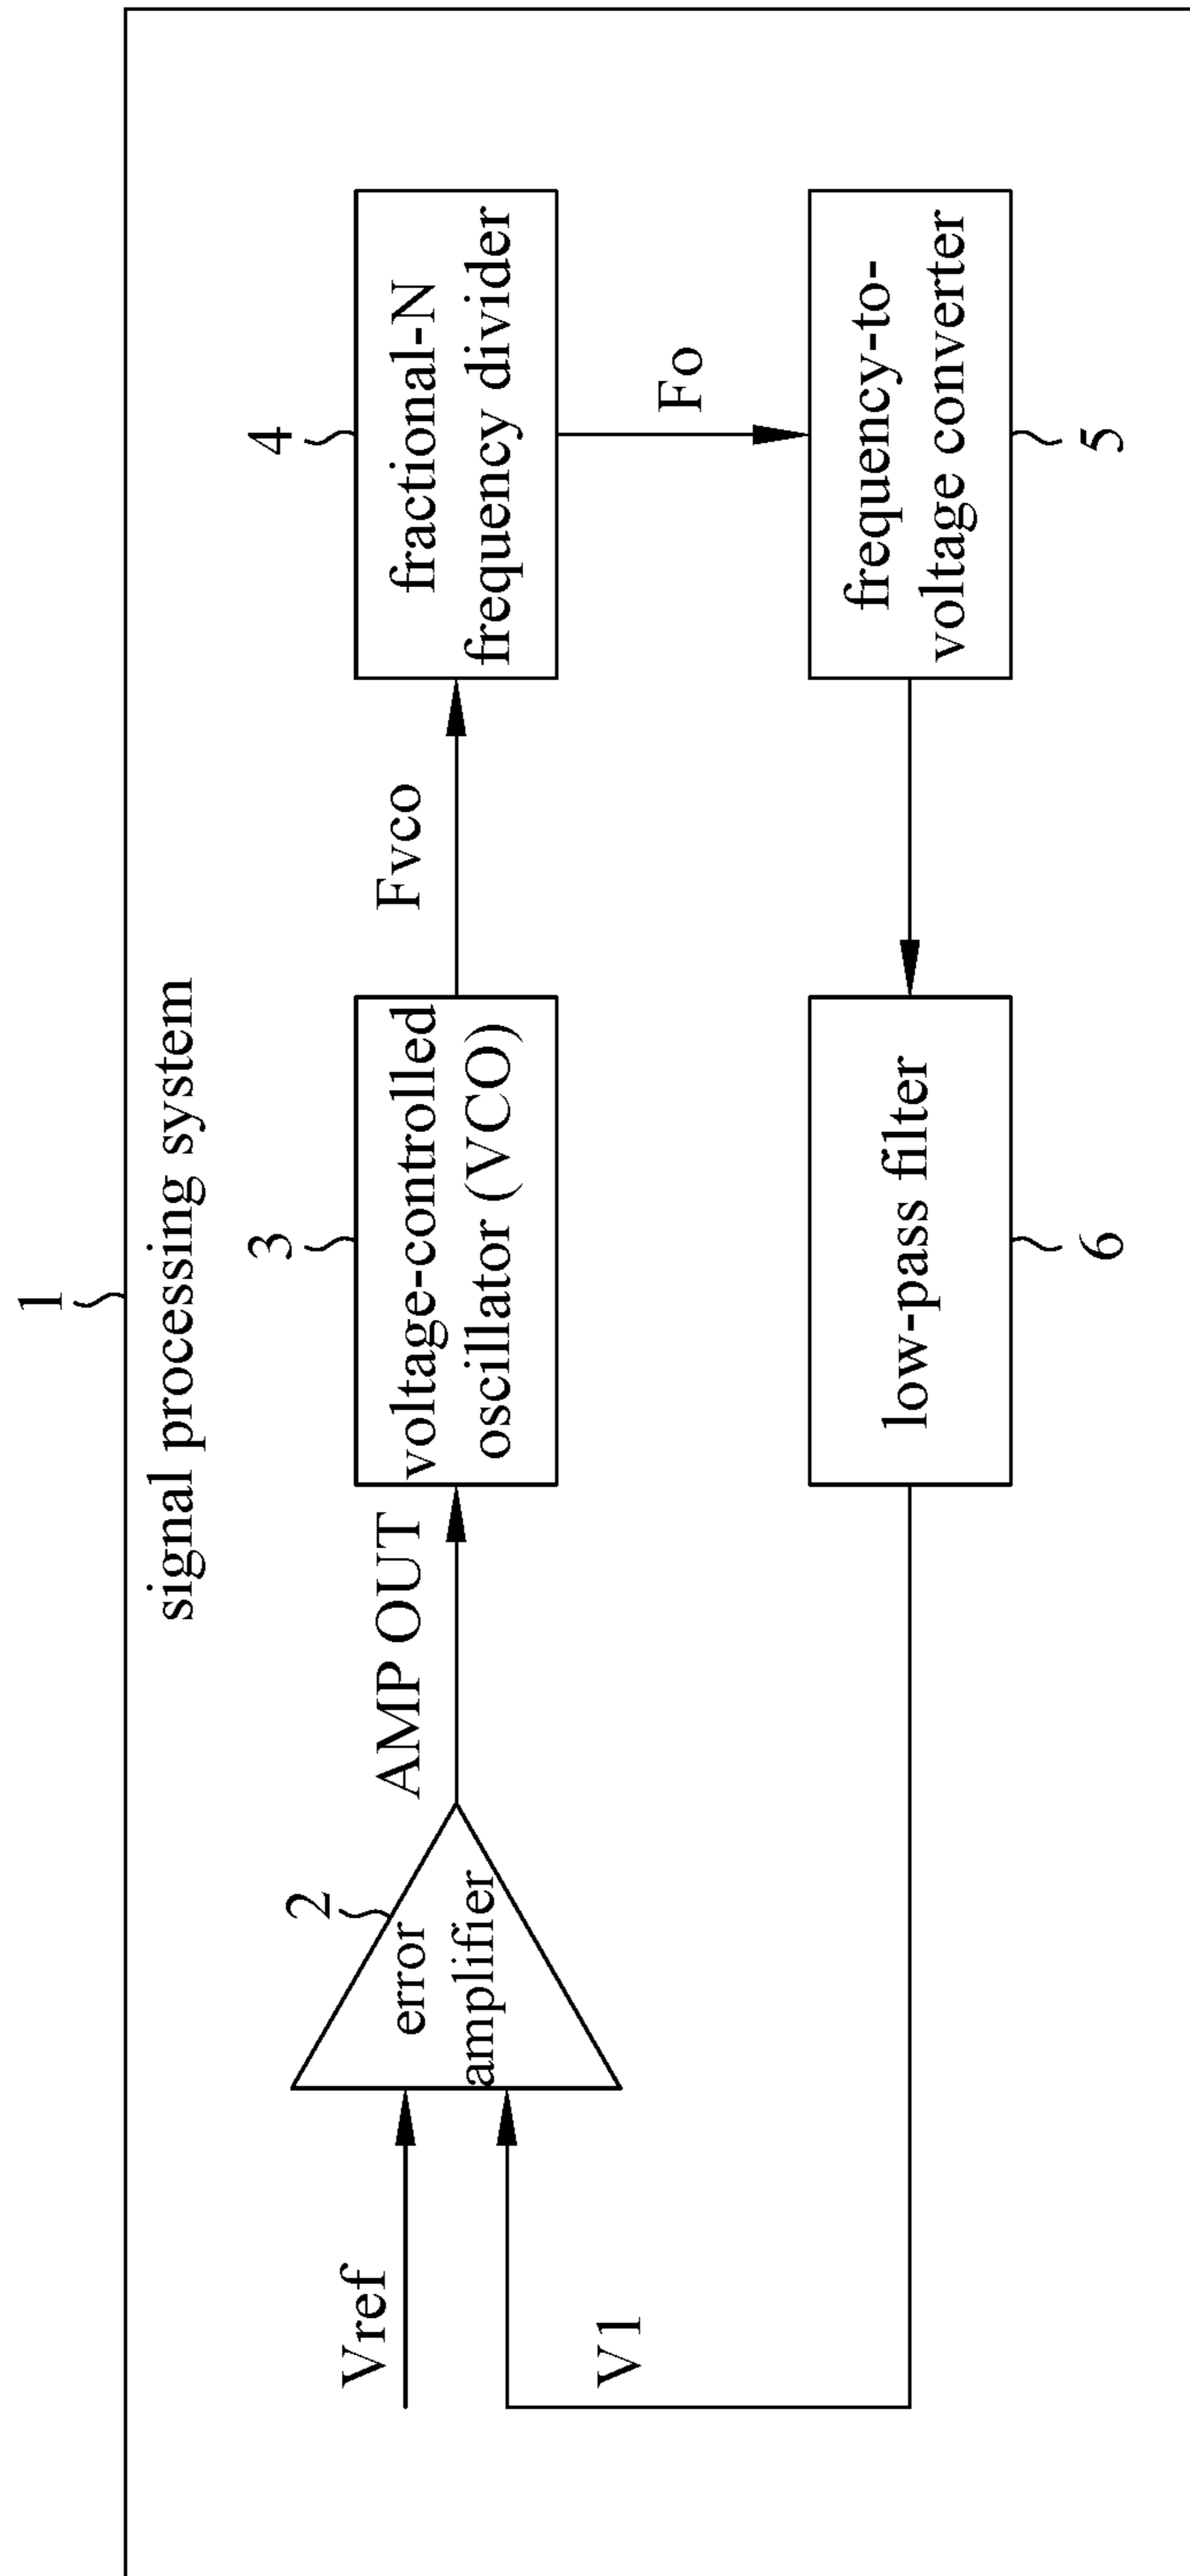 1
signal processing system
2
error
amplifier
Vref
V1
AMP OUT
3
voltage-controlled
oscillator (VCO)
Fvco
4
fractional-N
frequency divider
Fo
frequency-to-
voltage converter
5
low-pass filter
6